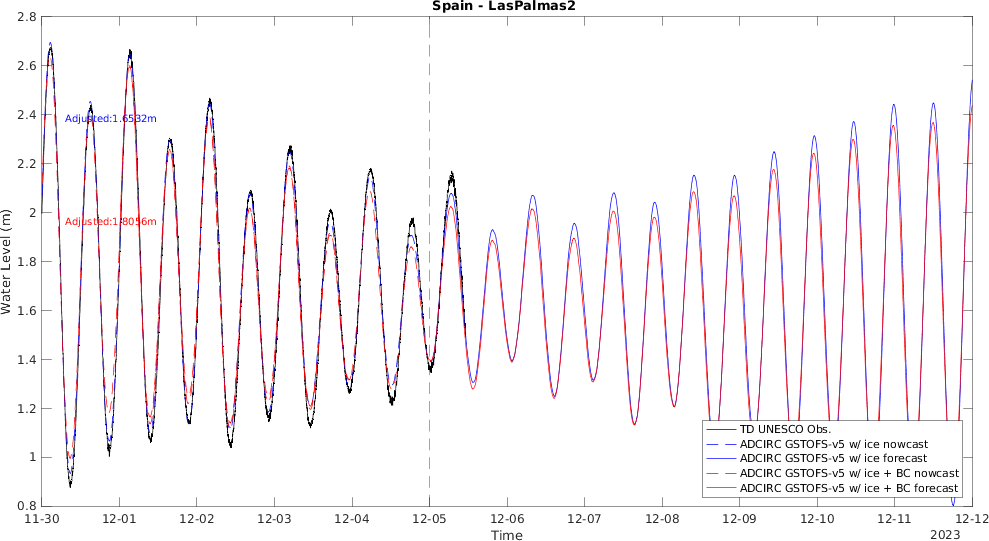 Spain - LasPalmas2
2.8
2.6
2.4
2.2
2
1.8
1.6
1.4
1.2
1
0.8
Water Level (m)
Adjusted:1.6532m
Adjusted:1.8056m
TD UNESCO Obs.
ADCIRC GSTOFS-v5 w/ ice nowcast
ADCIRC GSTOFS-v5 w/ ice forecast
ADCIRC GSTOFS-v5 w/ ice + BC nowcast
ADCIRC GSTOFS-v5 w/ ice + BC forecast
11-30 12-01 12-02 12-03 12-04 12-05 12-06 12-07 12-08 12-09 12-10 12-11 12-12
Time
2023